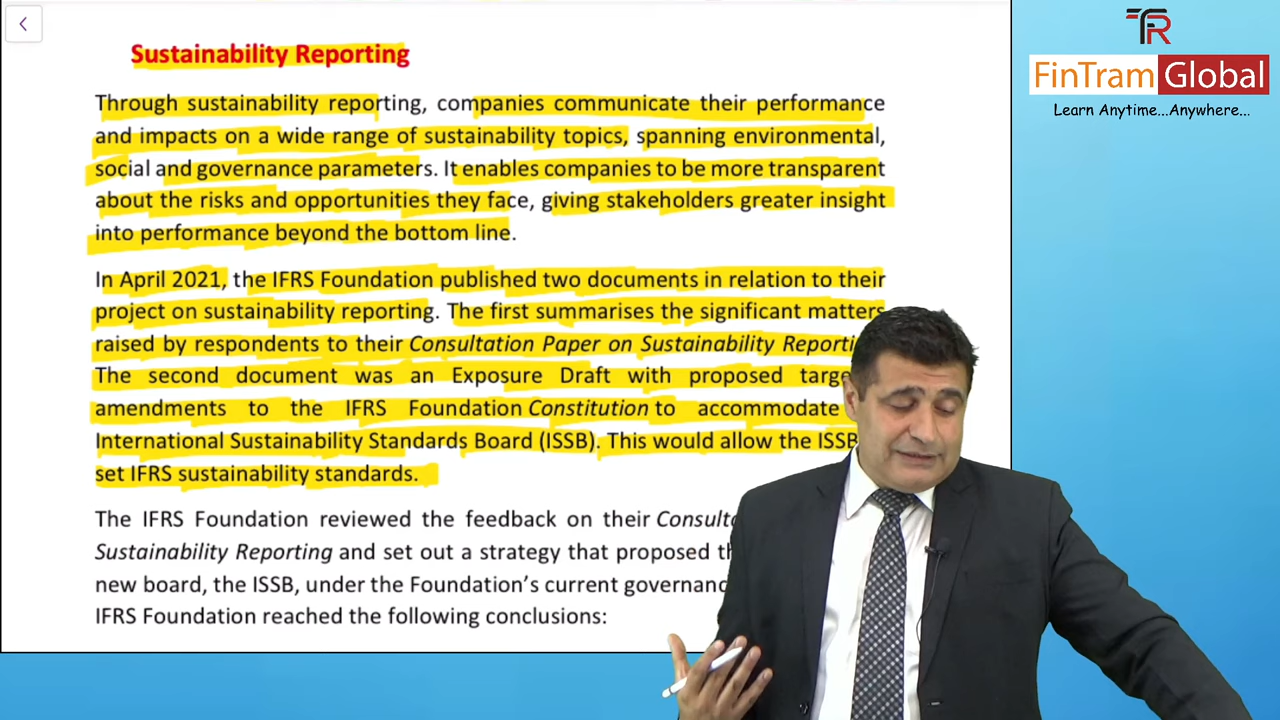 Sustainability Reporting
Through sustainability reporting, companies communicate their performance
and impacts on a wide range of sustainability topics, spanning environmental,
social and governance parameters. It enables companies to be more transparent
about the risks and opportunities they face, giving stakeholders greater insight
into performance beyond the bottom line.
In April 2021, the IFRS Foundation published two documents in relation to their
project on sustainability reporting. The first summarises the significant matters
raised by respondents to their Consultation Paper on Sustainability
The second document was an Exposure Draft with proposed
amendments to the IFRS Foundation Constitution to accommodate
International Sustainability Standards Board (ISSB). This would allow the ISSB
set IFRS sustainability standards.
The IFRS Foundation reviewed the feedback on their
Sustainability Reporting and set out a strategy that proposed
new board, the ISSB, under the Foundation's current
IFRS Foundation reached the following conclusions:
TFR
FinTram Global
Learn Anytime...Anywhere...